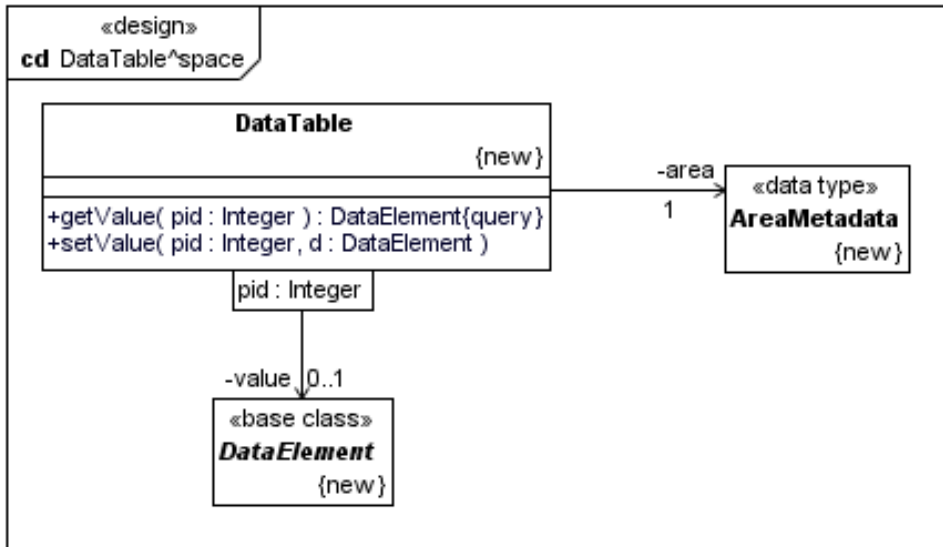 «design»
cd DataTable^space
DataTable
{new}
+getValue( pid : Integer ) : DataElement{query}
+setValue( pid : Integer, d : DataElement )
pid : Integer
-area
1
«data type»
AreaMetadata
{new}
-value 0..1
«base class»
DataElement
{new}